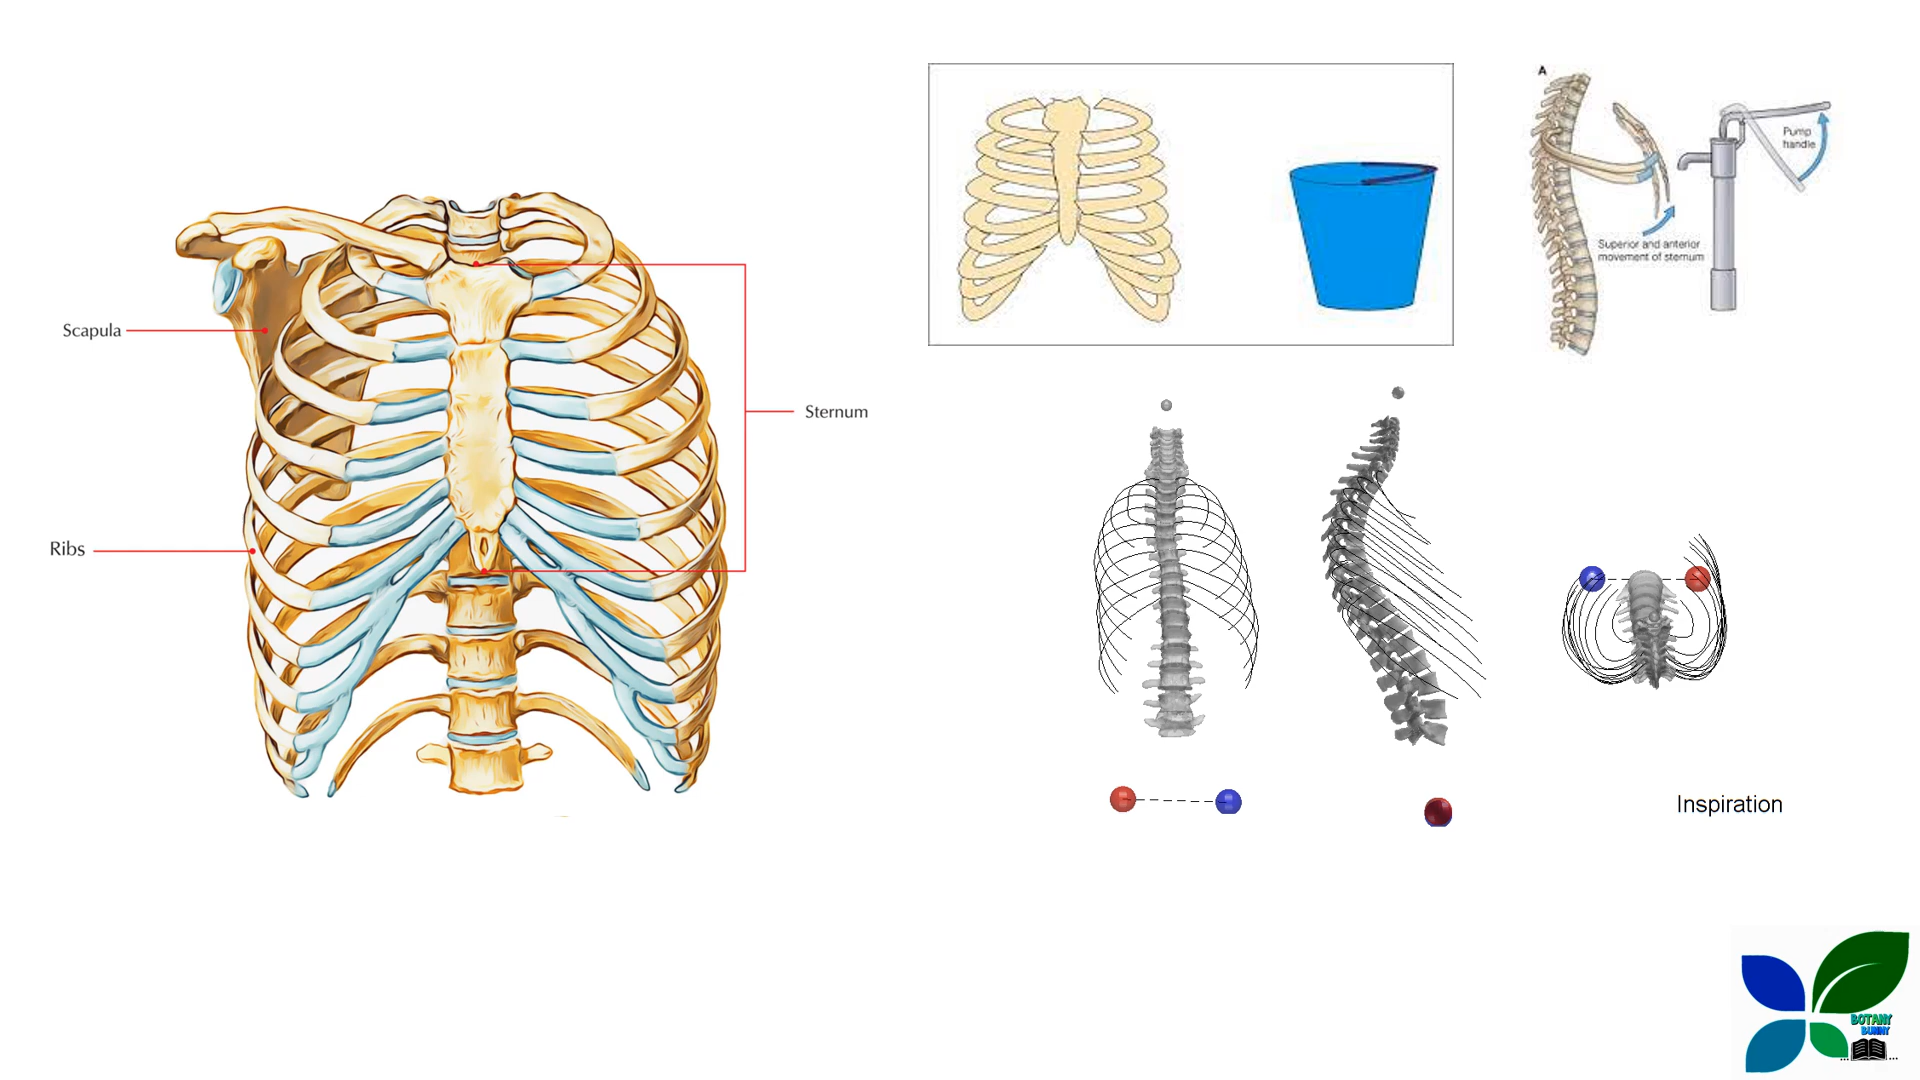 Scapula
Ribs
Sternum
A
Pump
handle
Superior and anterior
movement of sternum
Inspiration
BOTANY
BUNNY